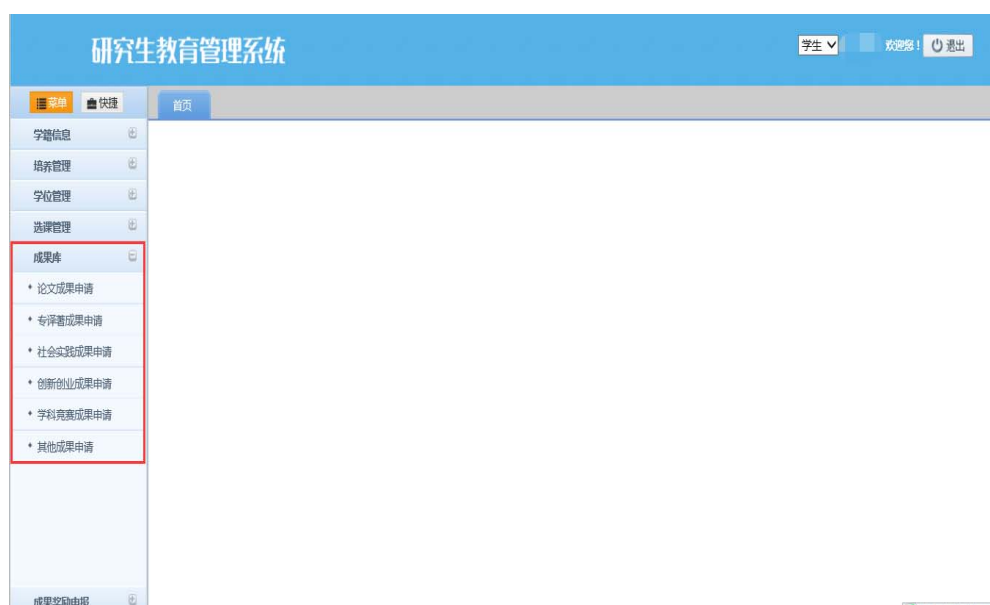 研究生教育管理系统
学生 欢迎您! 退出
菜单 快捷 首页
学籍信息
培养管理
学位管理
选课管理
成果库
论文成果申请
专译著成果申请
社会实践成果申请
创新创业成果申请
学科竞赛成果申请
其他成果申请
成果奖励申报